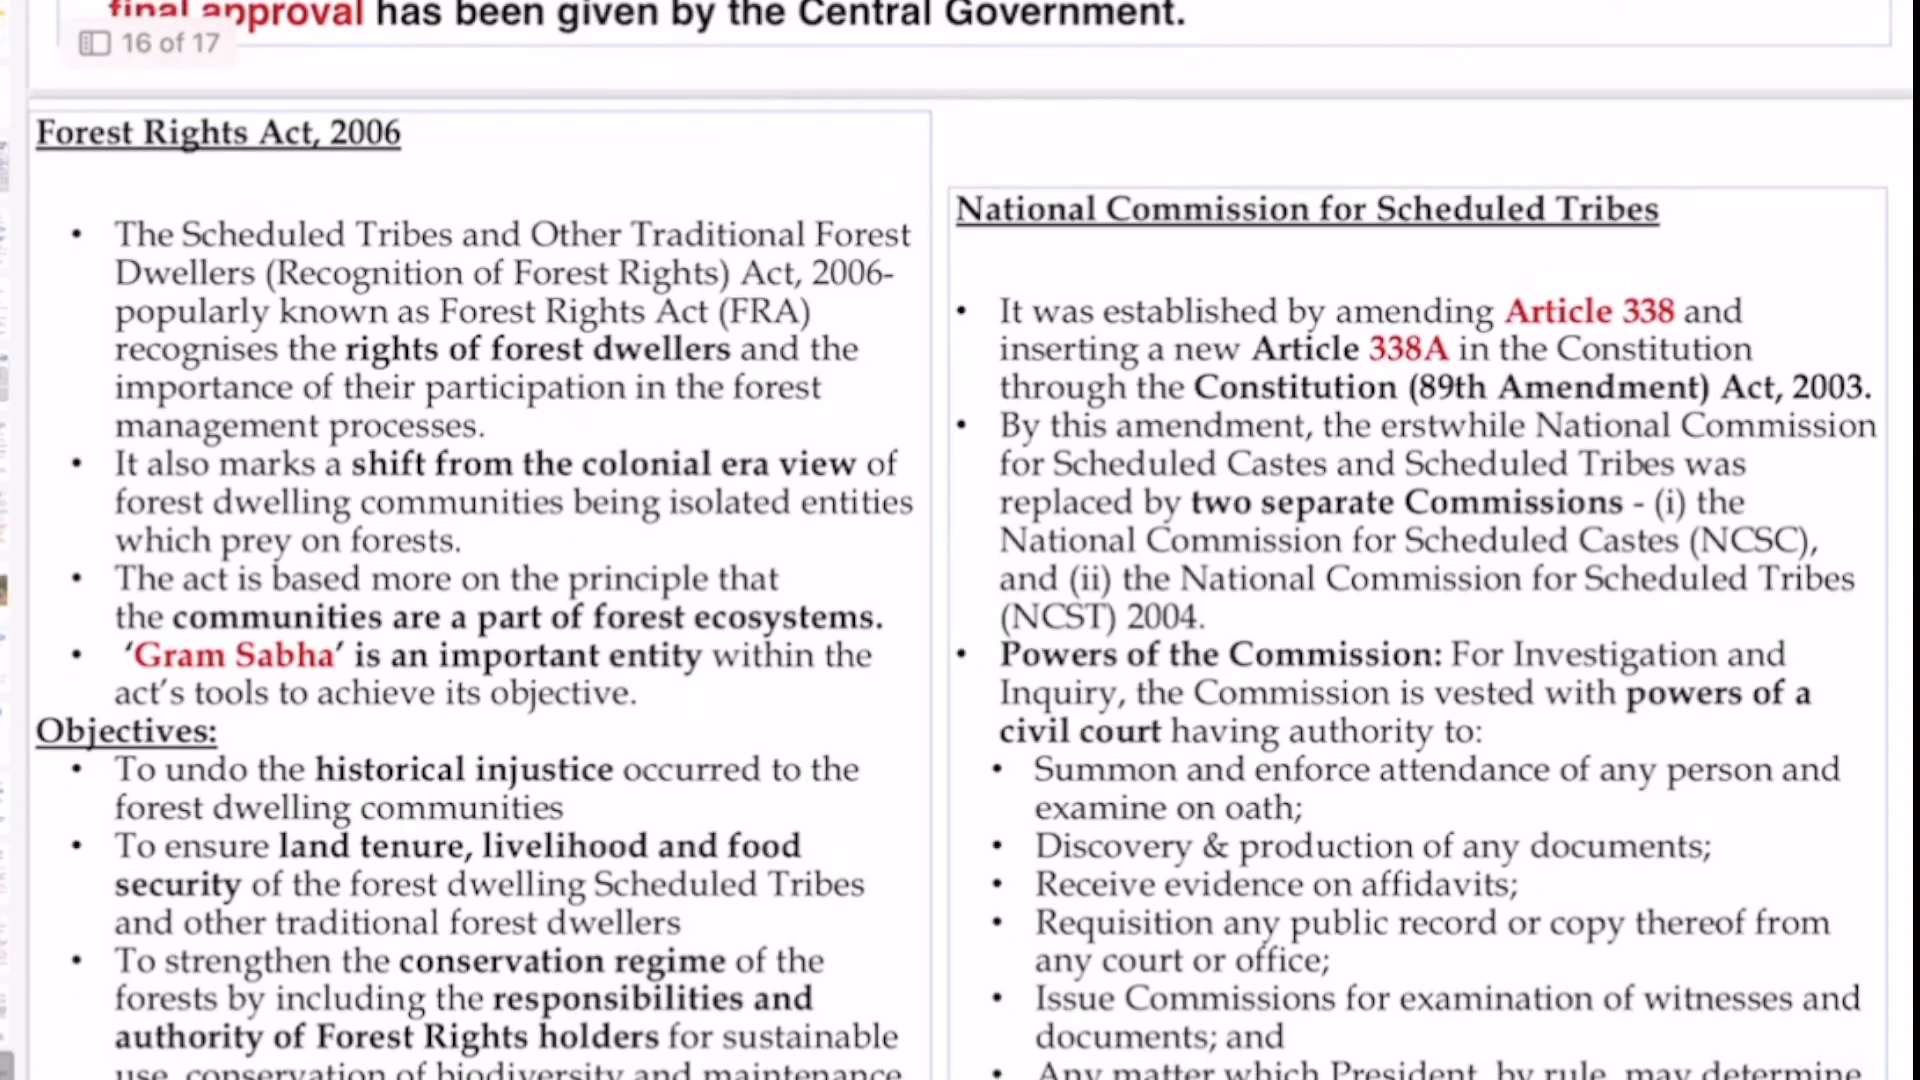 final approval has been given by the Central Government.
16 of 17
Forest Rights Act, 2006
• The Scheduled Tribes and Other Traditional Forest
Dwellers (Recognition of Forest Rights) Act, 2006-
popularly known as Forest Rights Act (FRA)
recognises the rights of forest dwellers and the
importance of their participation in the forest
management processes.
• It also marks a shift from the colonial era view of
forest dwelling communities being isolated entities
which prey on forests.
• The act is based more on the principle that
the communities are a part of forest ecosystems.
• ‘Gram Sabha’ is an important entity within the
act’s tools to achieve its objective.
Objectives:
• To undo the historical injustice occurred to the
forest dwelling communities
• To ensure land tenure, livelihood and food
security of the forest dwelling Scheduled Tribes
and other traditional forest dwellers
• To strengthen the conservation regime of the
forests by including the responsibilities and
authority of Forest Rights holders for sustainable
use, conservation of biodiversity and maintenance
National Commission for Scheduled Tribes
• It was established by amending Article 338 and
inserting a new Article 338A in the Constitution
through the Constitution (89th Amendment) Act, 2003.
• By this amendment, the erstwhile National Commission
for Scheduled Castes and Scheduled Tribes was
replaced by two separate Commissions - (i) the
National Commission for Scheduled Castes (NCSC),
and (ii) the National Commission for Scheduled Tribes
(NCST) 2004.
• Powers of the Commission: For Investigation and
Inquiry, the Commission is vested with powers of a
civil court having authority to:
• Summon and enforce attendance of any person and
examine on oath;
• Discovery & production of any documents;
• Receive evidence on affidavits;
• Requisition any public record or copy thereof from
any court or office;
• Issue Commissions for examination of witnesses and
documents; and
• Any matter which President, by rule, may determine